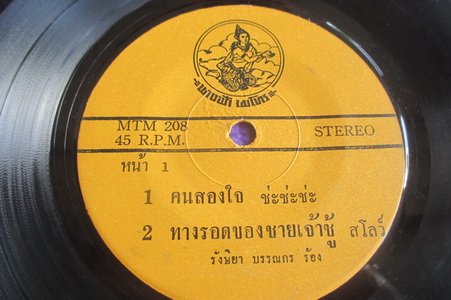 MTM 208
45 R.P.M.
STEREO
หน้า 1
1 คนสองใจ ช่ะช่ะช่ะ
2 ทางรอดของชายเจ้าชู้ สโลว์
รังษิยา บรรณกร ร้อง